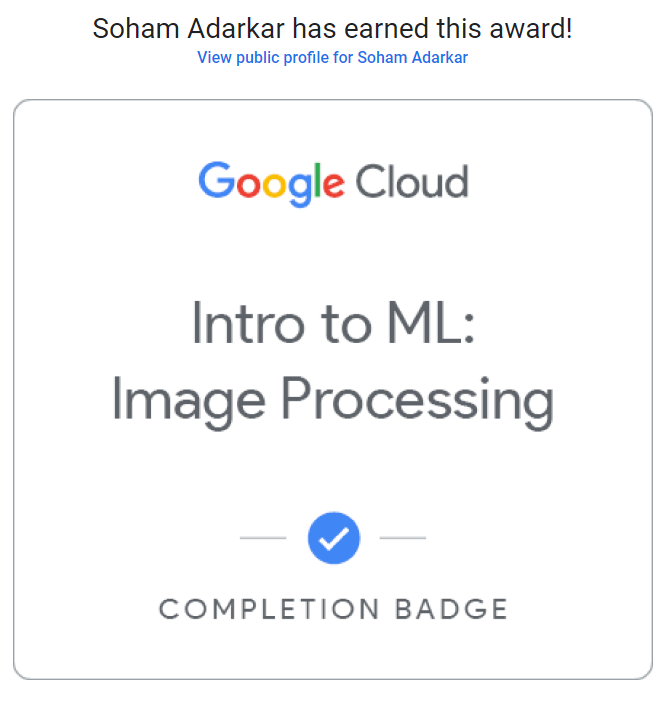 Soham Adarkar has earned this award!
View public profile for Soham Adarkar
Google Cloud
Intro to ML:
Image Processing
COMPLETION BADGE